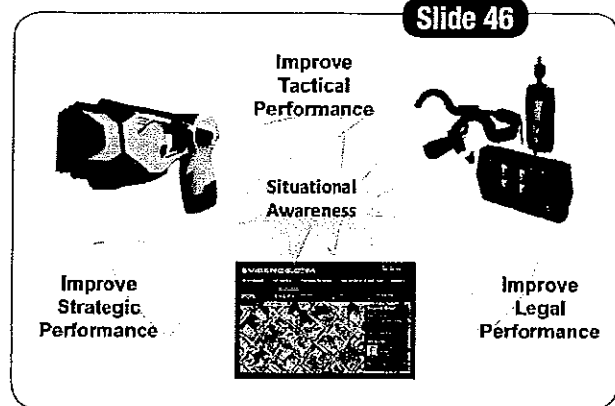 Slide 46
Improve
Tactical
Performance
Situational
Awareness
EVIDENCE.COM
Improve
Strategic
Performance
Improve
Legal
Performance